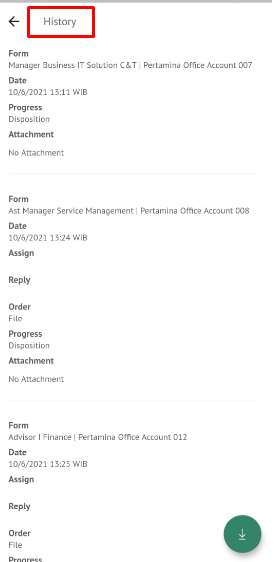 History
Form
Manager Business IT Solution C&T | Pertamina Office Account 007
Date
10/6/2021 13:11 WIB
Progress
Disposition
Attachment
No Attachment
Form
Ast Manager Service Management | Pertamina Office Account 008
Date
10/6/2021 13:24 WIB
Assign
Reply
Order
File
Progress
Disposition
Attachment
No Attachment
Form
Advisor I Finance | Pertamina Office Account 012
Date
10/6/2021 13:25 WIB
Assign
Reply
Order
File
Progress